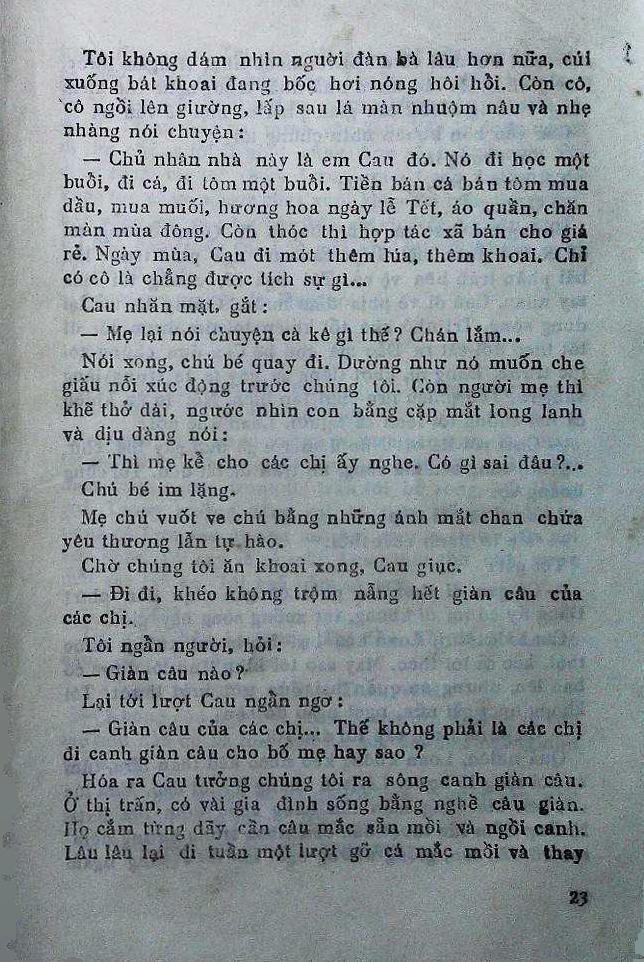 Tôi không dám nhìn người đàn bà lâu hơn nữa, cúi
xuống bát khoai đang bốc hơi nóng hôi hổi. Còn cô,
cô ngồi lên giường, lấp sau lá màn nhuộm nâu và nhẹ
nhàng nói chuyện:
— Chủ nhân nhà này là em Cau đó. Nó đi học một
buổi, đi cá, đi tôm một buổi. Tiền bán cá bán tôm mua
dầu, mua muối, hương hoa ngày lễ Tết, áo quần, chăn
màn mùa đông. Còn thóc thì hợp tác xã bán cho giá
rẻ. Ngày mùa, Cau đi mót thêm lúa, thêm khoai. Chỉ
có cô là chẳng được tích sự gì...
Cau nhăn mặt, gắt:
— Mẹ lại nói chuyện cà kê gì thế? Chán lắm...
Nói xong, chú bé quay đi. Dường như nó muốn che
giấu nỗi xúc động trước chúng tôi. Còn người mẹ thì
khẽ thở dài, ngước nhìn con bằng cặp mắt long lanh
và dịu dàng nói:
— Thì mẹ kể cho các chị ấy nghe. Có gì sai đâu?...
Chú bé im lặng.
Mẹ chú vuốt ve chú bằng những ánh mắt chan chứa
yêu thương lẫn tự hào.
Chờ chúng tôi ăn khoai xong, Cau giục.
— Đi đi, khéo không trộm nẫng hết giàn câu của
các chị.
Tôi ngần người, hỏi:
— Giàn câu nào?
Lại tới lượt Cau ngần ngơ:
— Giàn câu của các chị... Thế không phải là các chị
đi canh giàn câu cho bố mẹ hay sao ?
Hóa ra Cau tưởng chúng tôi ra sông canh giàn câu.
Ở thị trấn, có vài gia đình sống bằng nghề câu giàn.
Họ cắm từng dãy cần câu mắc sẵn mồi và ngồi canh.
Lâu lâu lại đi tuần một lượt gỡ cá mắc mồi và thay
23